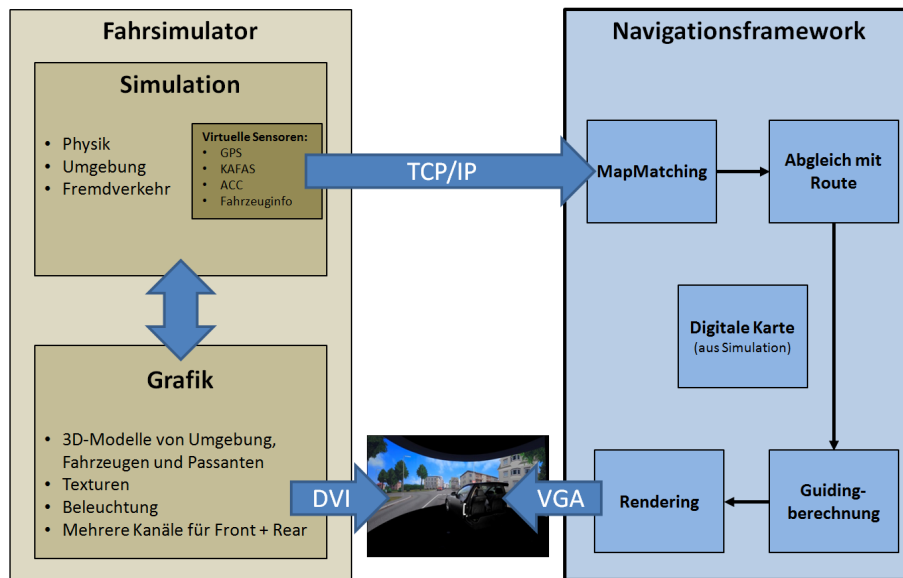 Fahrsimulator
Simulation
• Physik
• Umgebung
• Fremdverkehr
Virtuelle Sensoren:
• GPS
• KAFAS
• ACC
• Fahrzeuginfo
TCP/IP
Grafik
• 3D-Modelle von Umgebung,
Fahrzeugen und Passanten
• Texturen
• Beleuchtung
• Mehrere Kanäle für Front + Rear
DVI
VGA
Navigationsframework
MapMatching
Abgleich mit
Route
Digitale Karte
(aus Simulation)
Rendering
Guiding-
berechnung